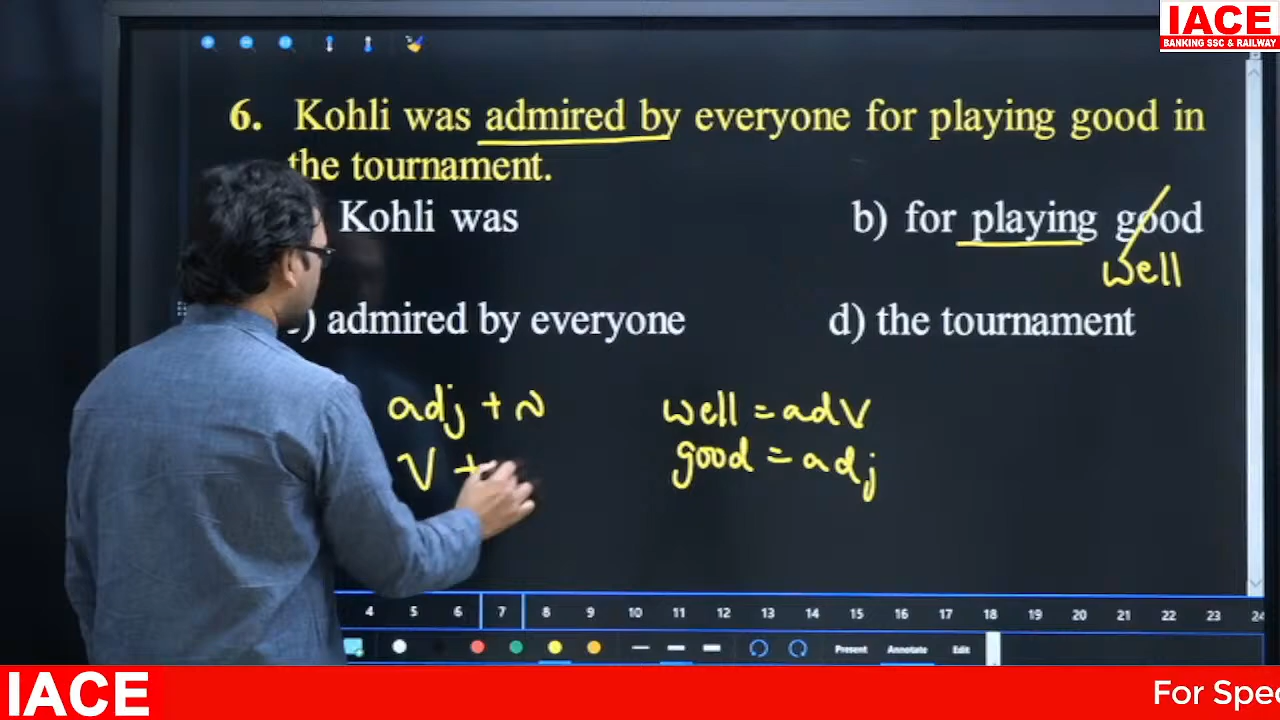 IACE
BANKING SSC & RAILWAY
6. Kohli was admired by everyone for playing good in
the tournament.
Kohli was
b) for playing good
well
c) admired by everyone
d) the tournament
adj + N
well = adv
V +
good = adj
4 5 6 7 8 9 10 11 12 13 14 15 16 17 18 19 20 21 22 23 24
Present Annotate Edit
IACE
For Spec